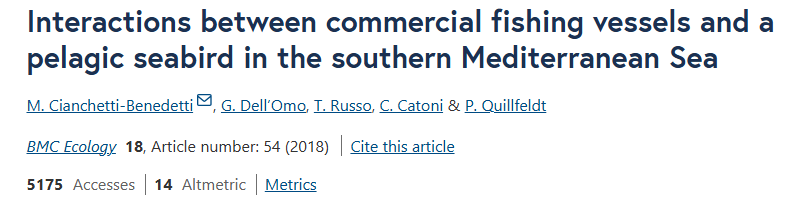 Interactions between commercial fishing vessels and a
pelagic seabird in the southern Mediterranean Sea
M. Cianchetti-Benedetti, G. Dell’Omo, T. Russo, C. Catoni & P. Quillfeldt
BMC Ecology 18, Article number: 54 (2018) Cite this article
5175 Accesses 14 Altmetric Metrics